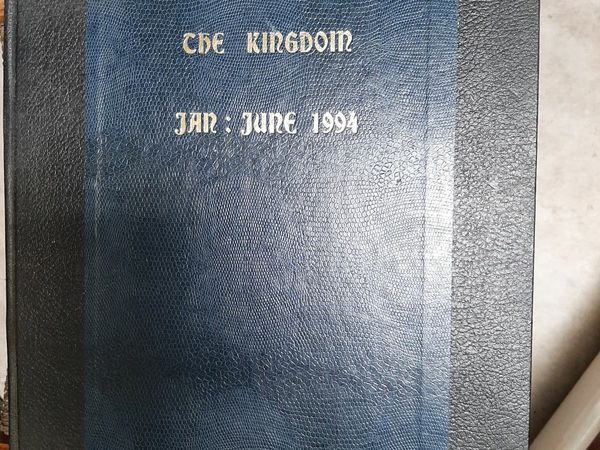 THE KINGDOM
JAN : JUNE 1994